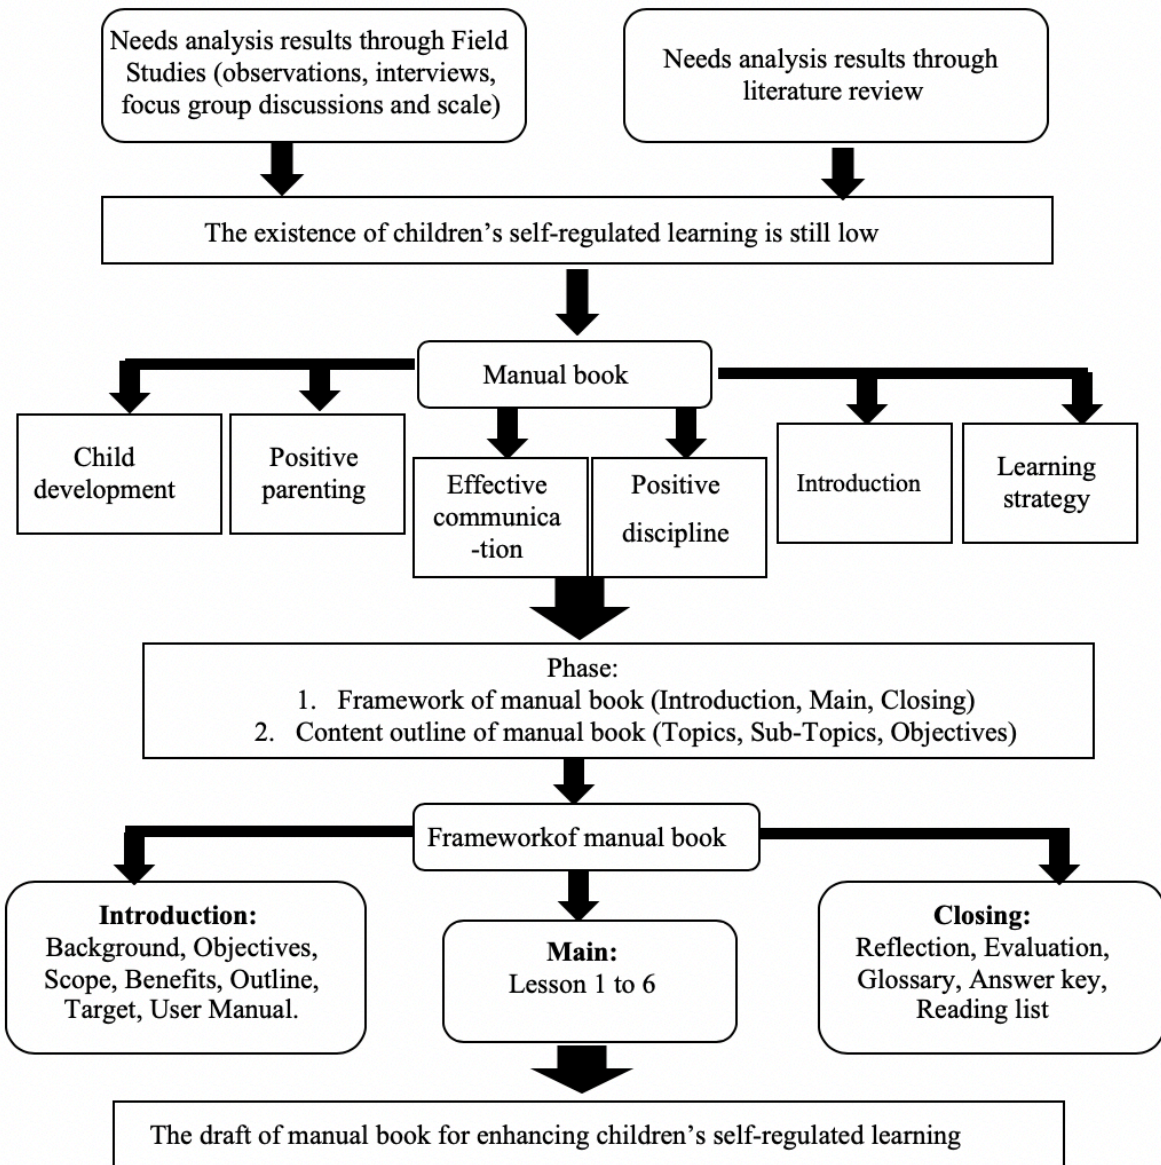 Needs analysis results through Field
Studies (observations, interviews,
focus group discussions and scale)
Needs analysis results through
literature review
The existence of children’s self-regulated learning is still low
Manual book
Child
development
Positive
parenting
Effective
communica
-tion
Positive
discipline
Introduction
Learning
strategy
Phase:
1. Framework of manual book (Introduction, Main, Closing)
2. Content outline of manual book (Topics, Sub-Topics, Objectives)
Frameworkof manual book
Introduction:
Background, Objectives,
Scope, Benefits, Outline,
Target, User Manual.
Main:
Lesson 1 to 6
Closing:
Reflection, Evaluation,
Glossary, Answer key,
Reading list
The draft of manual book for enhancing children’s self-regulated learning